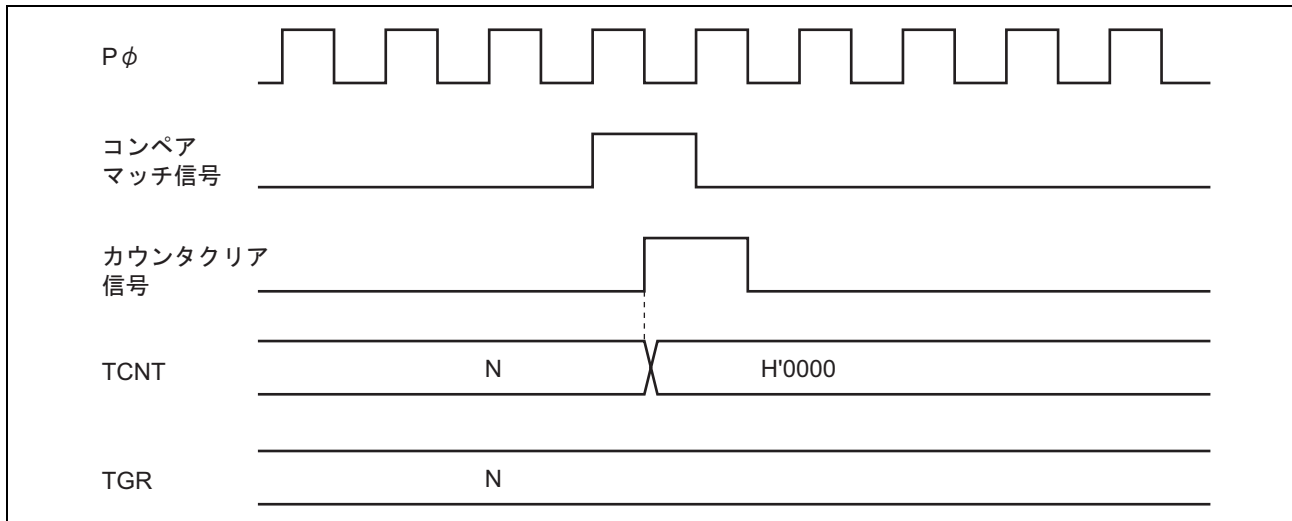 Pφ
コンペア
マッチ信号
カウンタクリア
信号
TCNT
N
H'0000
TGR
N